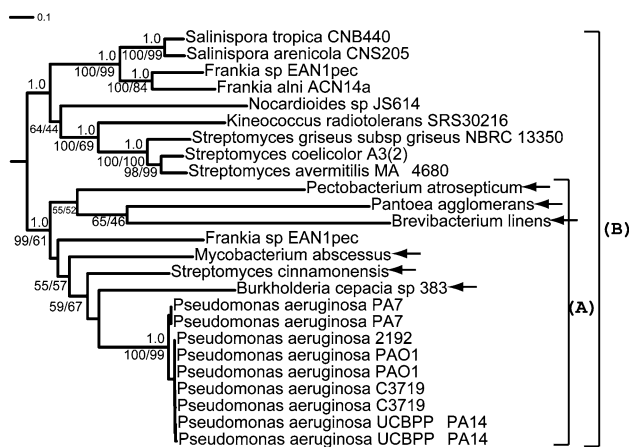 0.1
1.0
Salinispora tropica CNB440
100/99
Salinispora arenicola CNS205
1.0
100/99
Frankia sp EAN1pec
100/84
Frankia alni ACN14a
1.0
Nocardioides sp JS614
64/44
1.0
Kineococcus radiotolerans SRS30216
100/69
Streptomyces griseus subsp griseus NBRC 13350
100/100
Streptomyces coelicolor A3(2)
98/99
Streptomyces avermitilis MA 4680
Pectobacterium atrosepticum
55/52
Pantoea agglomerans
65/46
Brevibacterium linens
1.0
99/61
(B)
Frankia sp EAN1pec
Mycobacterium abscessus
55/57
Streptomyces cinnamonensis
59/67
Burkholderia cepacia sp 383
(A)
Pseudomonas aeruginosa PA7
Pseudomonas aeruginosa PA7
1.0
Pseudomonas aeruginosa 2192
100/99
Pseudomonas aeruginosa PAO1
Pseudomonas aeruginosa PAO1
Pseudomonas aeruginosa C3719
Pseudomonas aeruginosa C3719
Pseudomonas aeruginosa UCBPP PA14
Pseudomonas aeruginosa UCBPP PA14